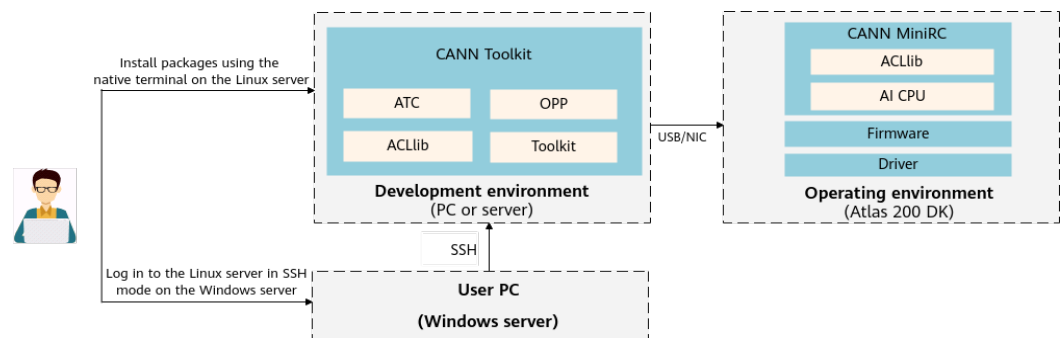 Install packages using the
native terminal on the Linux server
CANN Toolkit
ATC
OPP
ACLlib
Toolkit
Development environment
(PC or server)
USB/NIC
CANN MiniRC
ACLlib
AI CPU
Firmware
Driver
Operating environment
(Atlas 200 DK)
SSH
Log in to the Linux server in SSH
mode on the Windows server
User PC
(Windows server)